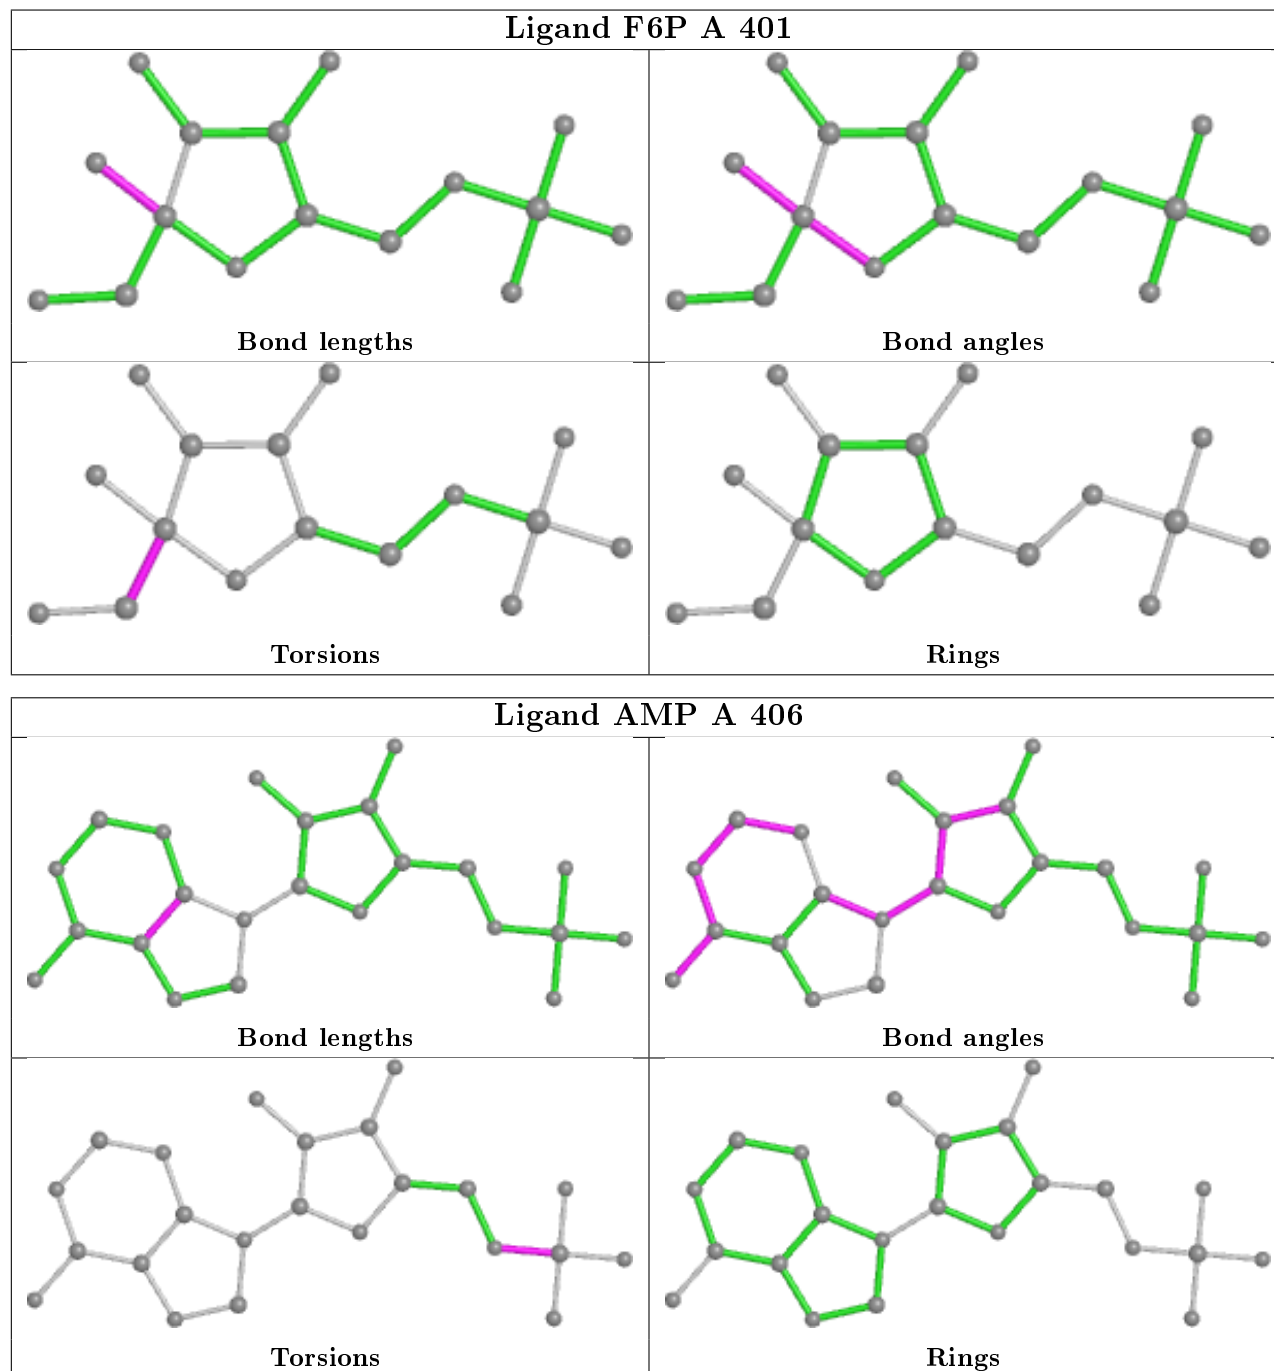 Ligand F6P A 401
Bond lengths
Bond angles
Torsions
Rings
Ligand AMP A 406
Bond lengths
Bond angles
Torsions
Rings